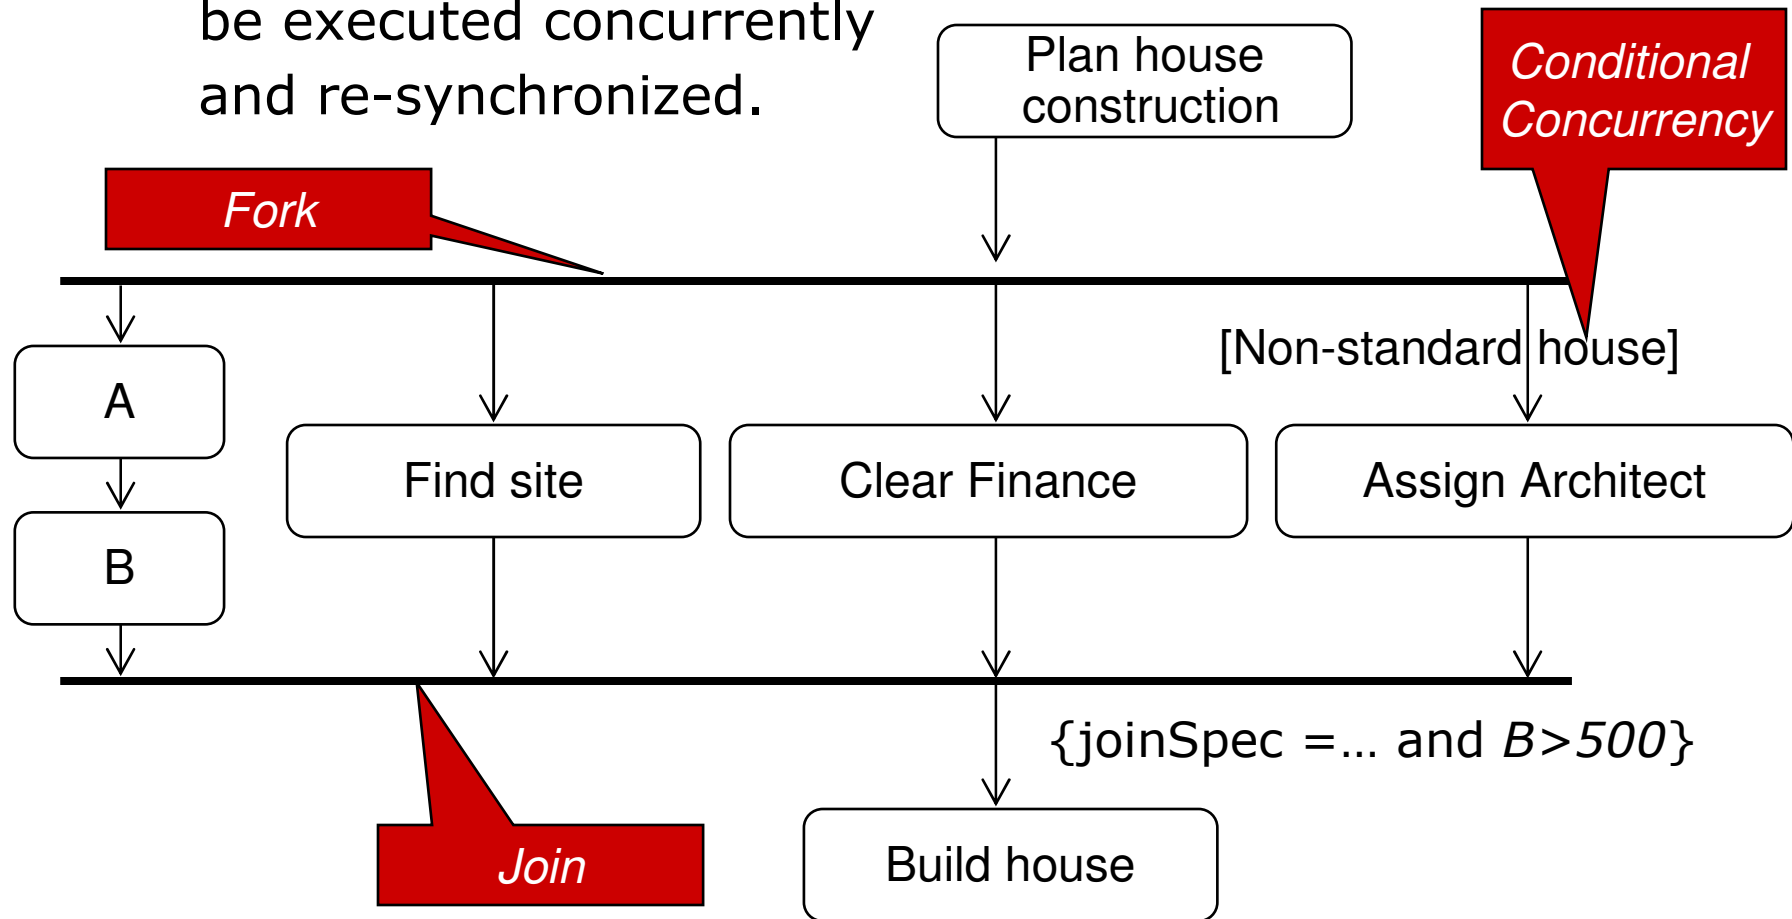 be executed concurrently
and re-synchronized.
Plan house
construction
Conditional
Concurrency
Fork
[Non-standard house]
A
Find site
Clear Finance
Assign Architect
B
{joinSpec =... and B>500}
Join
Build house